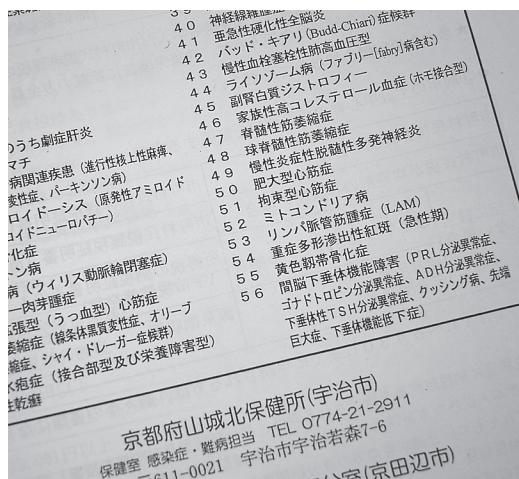 39
40 神経線維腫症
41 亜急性硬化性全脳炎
42 バッド・キアリ(Budd-Chiari)症候群
43 慢性血栓塞栓性肺高血圧型
44 ライソゾーム病(ファブリー[fabry]病含む)
45 副腎白質ジストロフィー
46 家族性高コレステロール血症(ホモ接合型)
47 脊髄性筋萎縮症
48 球脊髄性筋萎縮症
49 慢性炎症性脱髄性多発神経炎
50 肥大型心筋症
51 拘束型心筋症
52 ミトコンドリア病
53 リンパ脈管筋腫症(LAM)
54 重症多形滲出性紅斑(急性期)
55 黄色靱帯骨化症
56 間脳下垂体機能障害(PRL分泌異常症、
ゴナドトロピン分泌異常症、ADH分泌異常症、
下垂体性TSH分泌異常症、クッシング病、先端
巨大症、下垂体機能低下症)
のうち劇症肝炎
マチ
病関連疾患(進行性核上性麻痺、
変性症、パーキンソン病)
ロイドーシス(原発性アミロイド
コイドニューロパチー)
化症
トン病
病(ウィリス動脈輪閉塞症)
ー肉芽腫症
拡張型(うっ血型)心筋症
萎縮症(線条体黒質変性症、オリーブ
縮症、シャイ・ドレーガー症候群)
水疱症(接合部型及び栄養障害型)
性乾癬
京都府山城北保健所(宇治市)
保健室 感染症・難病担当 TEL 0774-21-2911
〒611-0021 宇治市宇治若森7-6
分室(京田辺市)